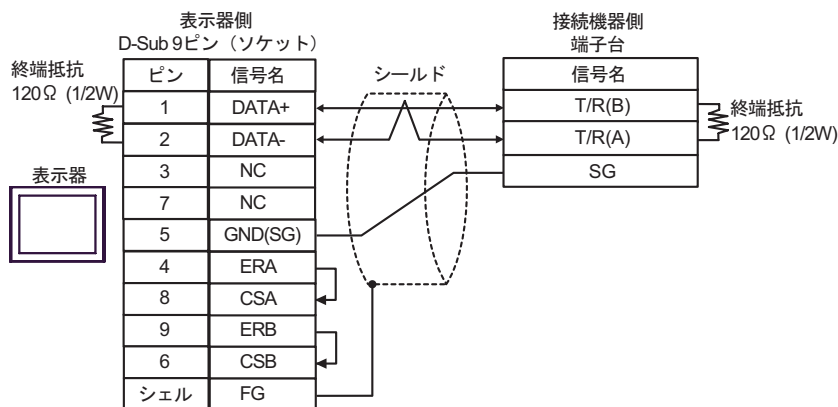 表示器側
D-Sub 9ピン（ソケット）
接続機器側
端子台
終端抵抗
120Ω (1/2W)
ピン 信号名
シールド
信号名
1 DATA+
T/R(B)
終端抵抗
120Ω (1/2W)
2 DATA-
T/R(A)
表示器
3 NC
SG
7 NC
5 GND(SG)
4 ERA
8 CSA
9 ERB
6 CSB
シェル FG